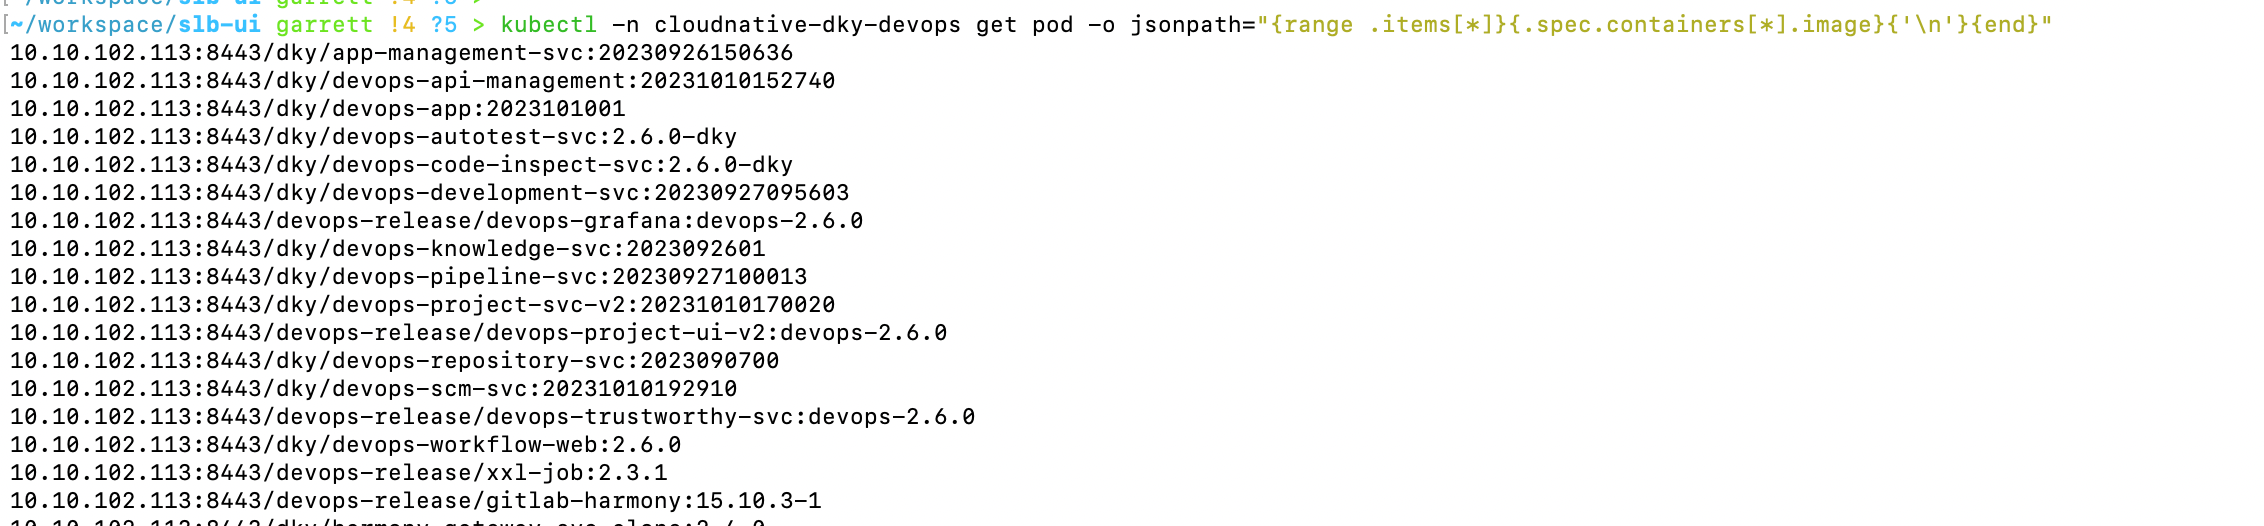 [~/workspace/slb-ui garrett !4 ?5 >
[~/workspace/slb-ui garrett !4 ?5 > kubectl -n cloudnative-dky-devops get pod -o jsonpath="{range .items[*]}{.spec.containers[*].image}{'\n'}{end}"
10.10.102.113:8443/dky/app-management-svc:20230926150636
10.10.102.113:8443/dky/devops-api-management:20231010152740
10.10.102.113:8443/dky/devops-app:2023101001
10.10.102.113:8443/dky/devops-autotest-svc:2.6.0-dky
10.10.102.113:8443/dky/devops-code-inspect-svc:2.6.0-dky
10.10.102.113:8443/dky/devops-development-svc:20230927095603
10.10.102.113:8443/devops-release/devops-grafana:devops-2.6.0
10.10.102.113:8443/dky/devops-knowledge-svc:2023092601
10.10.102.113:8443/dky/devops-pipeline-svc:20230927100013
10.10.102.113:8443/dky/devops-project-svc-v2:20231010170020
10.10.102.113:8443/devops-release/devops-project-ui-v2:devops-2.6.0
10.10.102.113:8443/dky/devops-repository-svc:2023090700
10.10.102.113:8443/dky/devops-scm-svc:20231010192910
10.10.102.113:8443/devops-release/devops-trustworthy-svc:devops-2.6.0
10.10.102.113:8443/dky/devops-workflow-web:2.6.0
10.10.102.113:8443/devops-release/xxl-job:2.3.1
10.10.102.113:8443/devops-release/gitlab-harmony:15.10.3-1